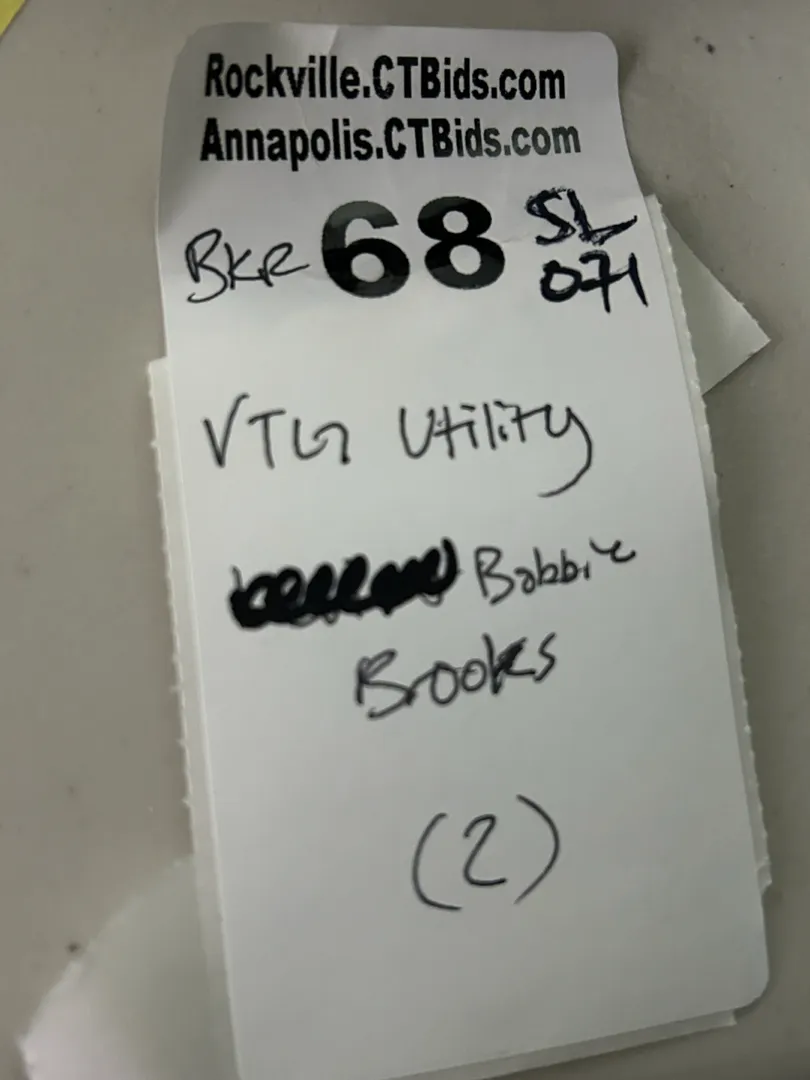 Rockville.CTBids.com
Annapolis.CTBids.com
BKR 68 SL
071
VTG Utility
Bobbie
Brooks
(2)